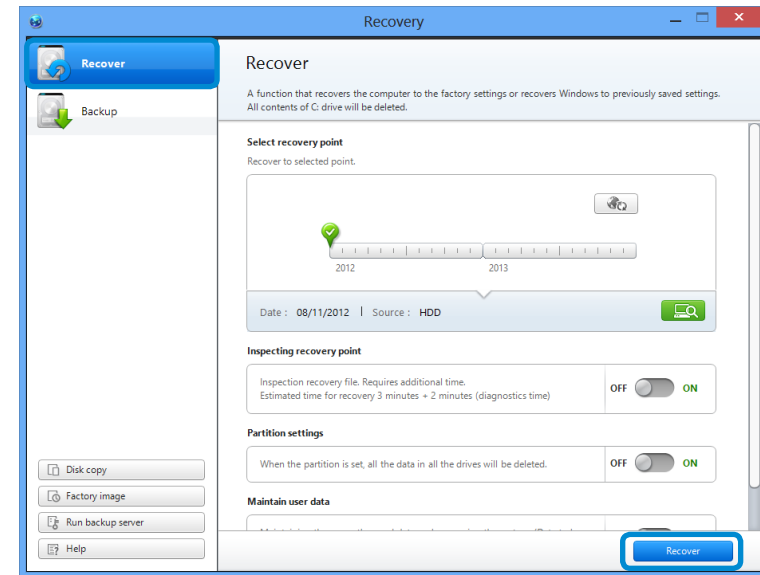 Recovery
Recover
Backup
Disk copy
Factory image
Run backup server
Help
Recover
A function that recovers the computer to the factory settings or recovers Windows to previously saved settings.
All contents of C: drive will be deleted.
Select recovery point
Recover to selected point.
2012 2013
Date : 08/11/2012 | Source : HDD
Inspecting recovery point
Inspection recovery file. Requires additional time.
Estimated time for recovery 3 minutes + 2 minutes (diagnostics time)
OFF ON
Partition settings
When the partition is set, all the data in all the drives will be deleted.
OFF ON
Maintain user data
Recover